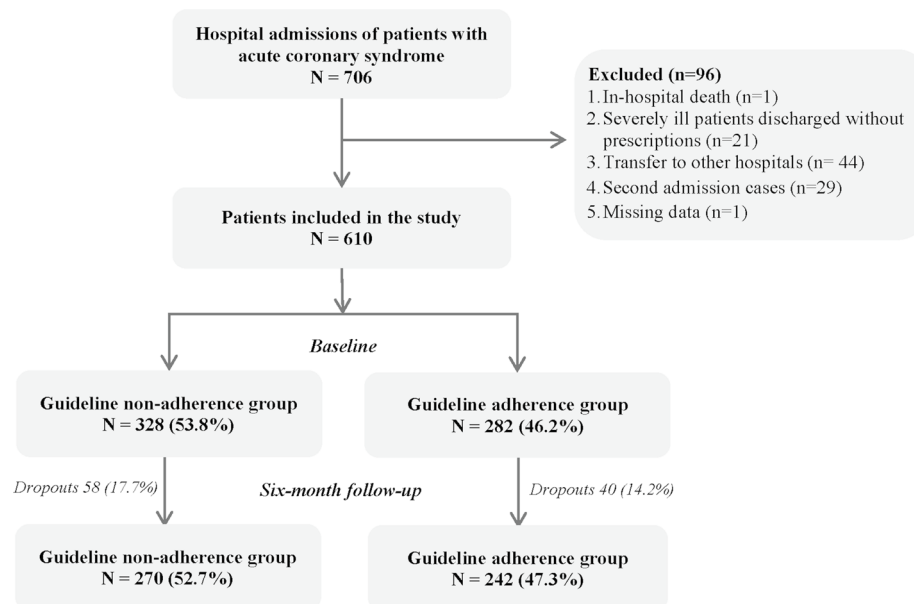 Hospital admissions of patients with
acute coronary syndrome
N = 706
Excluded (n=96)
1. In-hospital death (n=1)
2. Severely ill patients discharged without
prescriptions (n=21)
3. Transfer to other hospitals (n= 44)
4. Second admission cases (n=29)
5. Missing data (n=1)
Patients included in the study
N = 610
Baseline
Guideline non-adherence group
N = 328 (53.8%)
Guideline adherence group
N = 282 (46.2%)
Dropouts 58 (17.7%)
Six-month follow-up
Dropouts 40 (14.2%)
Guideline non-adherence group
N = 270 (52.7%)
Guideline adherence group
N = 242 (47.3%)